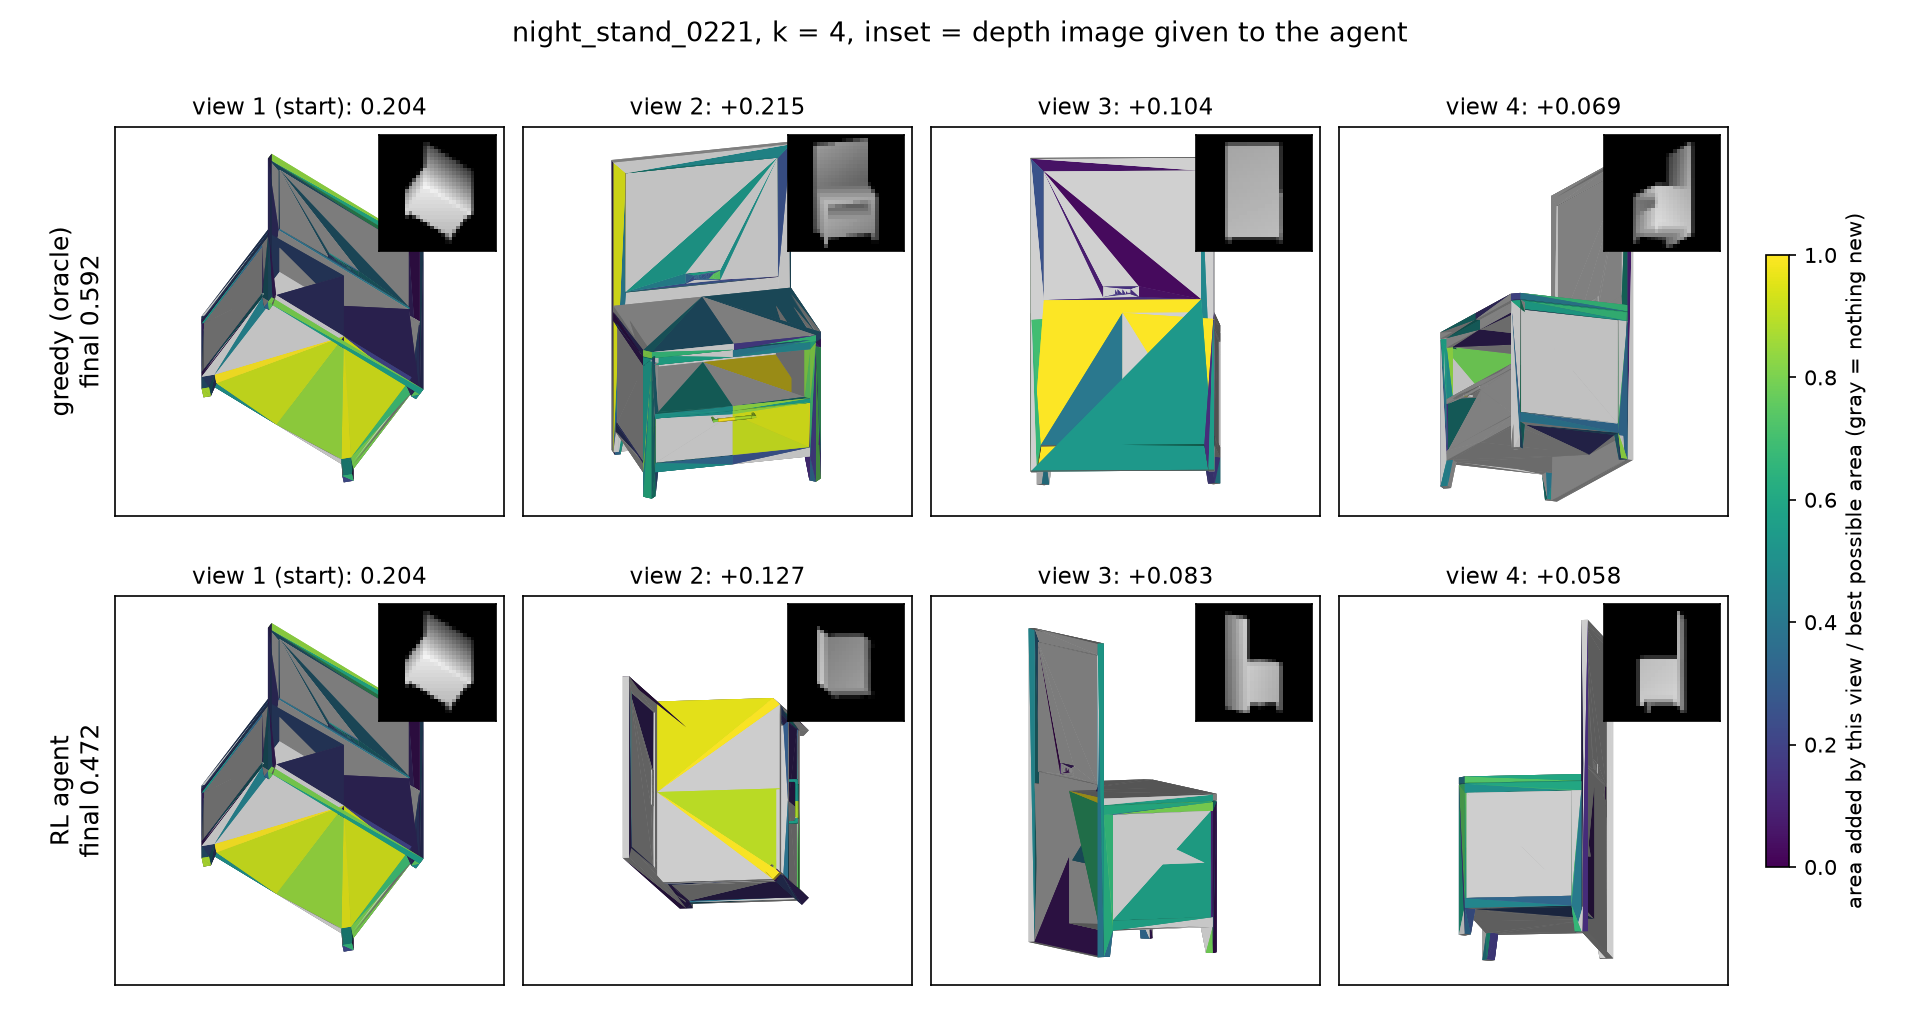 night_stand_0221, k = 4, inset = depth image given to the agent
view 1 (start): 0.204
view 2: +0.215
view 3: +0.104
view 4: +0.069
greedy (oracle)
final 0.592
view 1 (start): 0.204
view 2: +0.127
view 3: +0.083
view 4: +0.058
RL agent
final 0.472
1.0
0.8
0.6
0.4
0.2
0.0
area added by this view / best possible area (gray = nothing new)